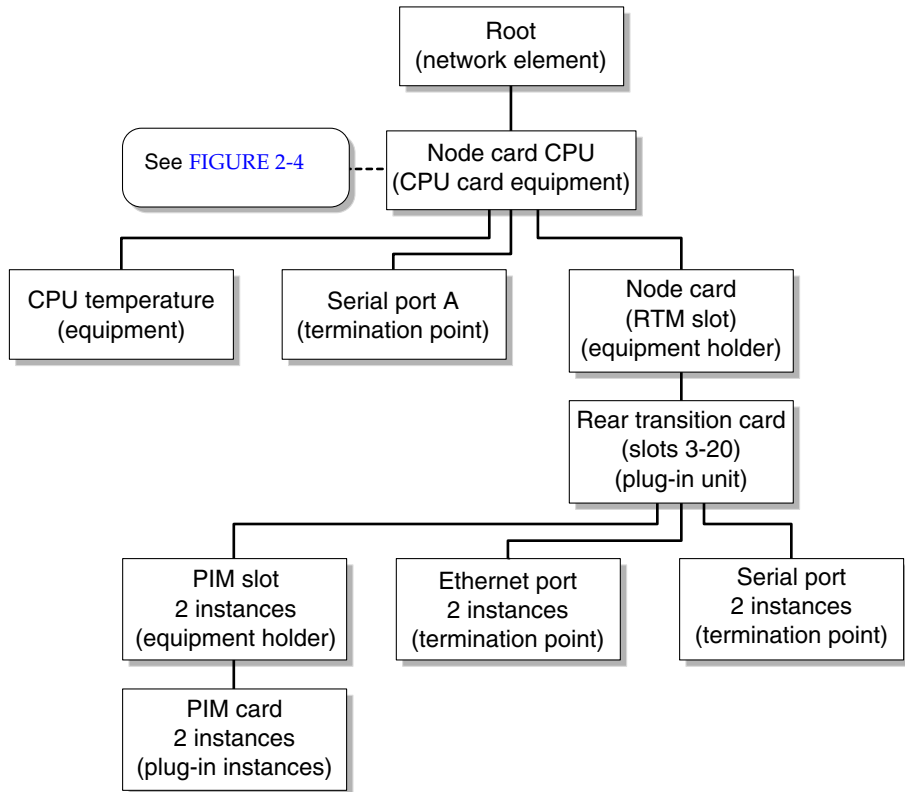 Root
(network element)
See FIGURE 2-4
Node card CPU
(CPU card equipment)
CPU temperature
(equipment)
Serial port A
(termination point)
Node card
(RTM slot)
(equipment holder)
Rear transition card
(slots 3-20)
(plug-in unit)
PIM slot
2 instances
(equipment holder)
Ethernet port
2 instances
(termination point)
Serial port
2 instances
(termination point)
PIM card
2 instances
(plug-in instances)